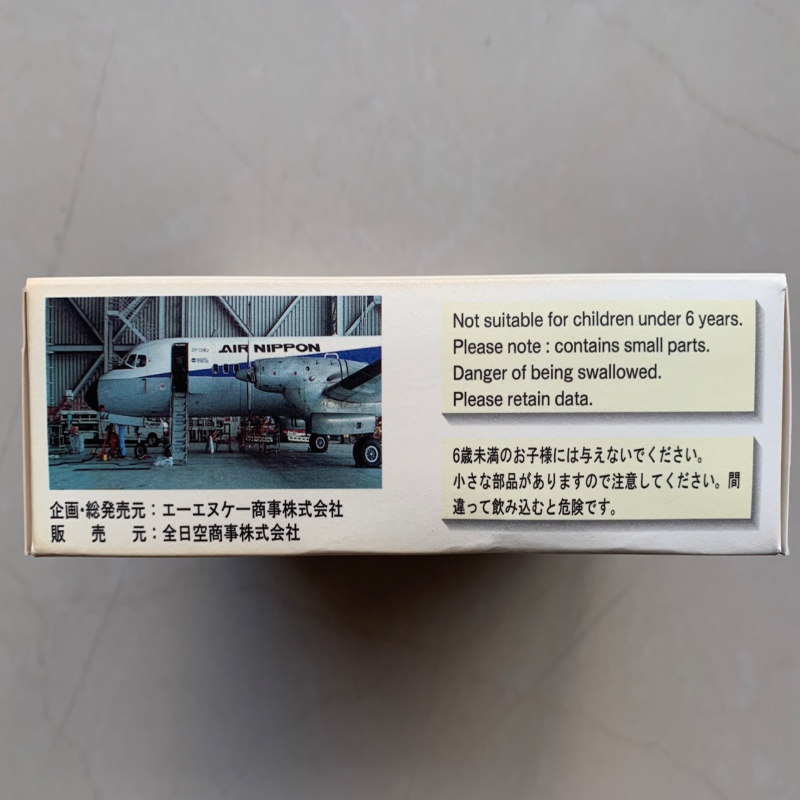 AIR NIPPON
企画・総発売元：エーエヌケー商事株式会社
販売元：全日空商事株式会社
Not suitable for children under 6 years.
Please note : contains small parts.
Danger of being swallowed.
Please retain data.
6歳未満のお子様には与えないでください。
小さな部品がありますので注意してください。間
違って飲み込むと危険です。